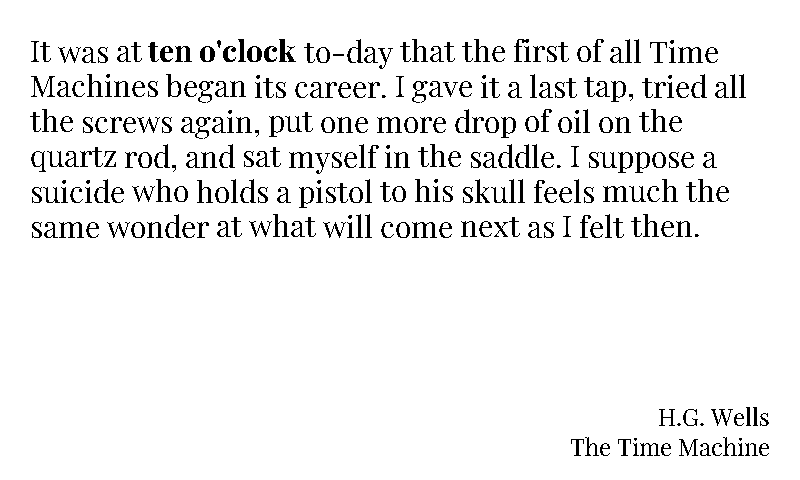 It was at ten o'clock to-day that the first of all Time
Machines began its career. I gave it a last tap, tried all
the screws again, put one more drop of oil on the
quartz rod, and sat myself in the saddle. I suppose a
suicide who holds a pistol to his skull feels much the
same wonder at what will come next as I felt then.
H.G. Wells
The Time Machine